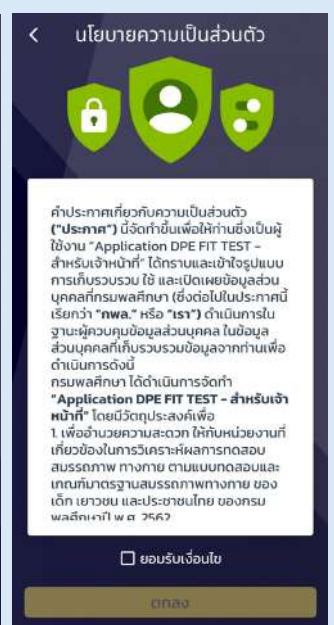 นโยบายความเป็นส่วนตัว
คำประกาศเกี่ยวกับความเป็นส่วนตัว
("ประกาศ") นี้จัดทำขึ้นเพื่อให้ท่านซึ่งเป็นผู้
ใช้งาน "Application DPE FIT TEST –
สำหรับเจ้าหน้าที่" ได้ทราบและเข้าใจรูปแบบ
การเก็บรวบรวม ใช้ และเปิดเผยข้อมูลส่วน
บุคคลที่กรมพลศึกษา (ซึ่งต่อไปในประกาศนี้
เรียกว่า "กพล." หรือ "เรา") ดำเนินการใน
ฐานะผู้ควบคุมข้อมูลส่วนบุคคล ในข้อมูล
ส่วนบุคคลที่เก็บรวบรวมข้อมูลจากท่านเพื่อ
ดำเนินการดังนี้
กรมพลศึกษา ได้ดำเนินการจัดทำ
"Application DPE FIT TEST - สำหรับเจ้า
หน้าที่" โดยมีวัตถุประสงค์เพื่อ
1. เพื่ออำนวยความสะดวก ให้กับหน่วยงานที่
เกี่ยวข้องในการวิเคราะห์ผลการทดสอบ
สมรรถภาพ ทางกาย ตามแบบทดสอบและ
เกณฑ์มาตรฐานสมรรถภาพทางกาย ของ
เด็ก เยาวชน และประชาชนไทย ของกรม
พลศึกษาปี พ.ศ. 2562
ยอมรับเงื่อนไข
ตกลง